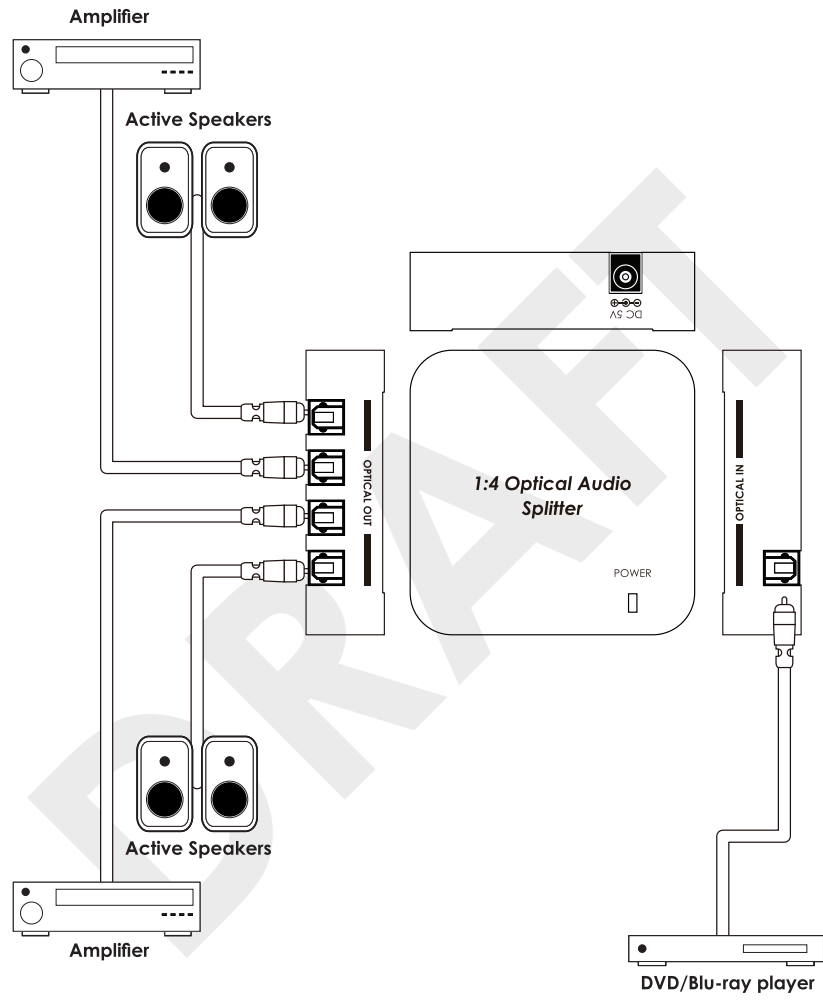 Amplifier
Active Speakers
DC 5V
OPTICAL OUT
1:4 Optical Audio
Splitter
OPTICAL IN
POWER
Active Speakers
Amplifier
DVD/Blu-ray player
DRAFT